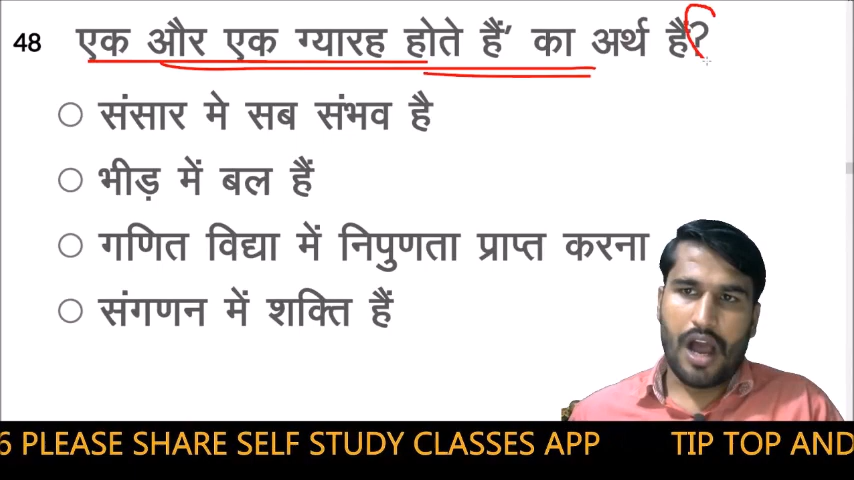 48 एक और एक ग्यारह होते हैं’ का अर्थ है?
संसार मे सब संभव है
भीड़ में बल हैं
गणित विद्या में निपुणता प्राप्त करना
संगणन में शक्ति हैं
6 PLEASE SHARE SELF STUDY CLASSES APP TIP TOP AND